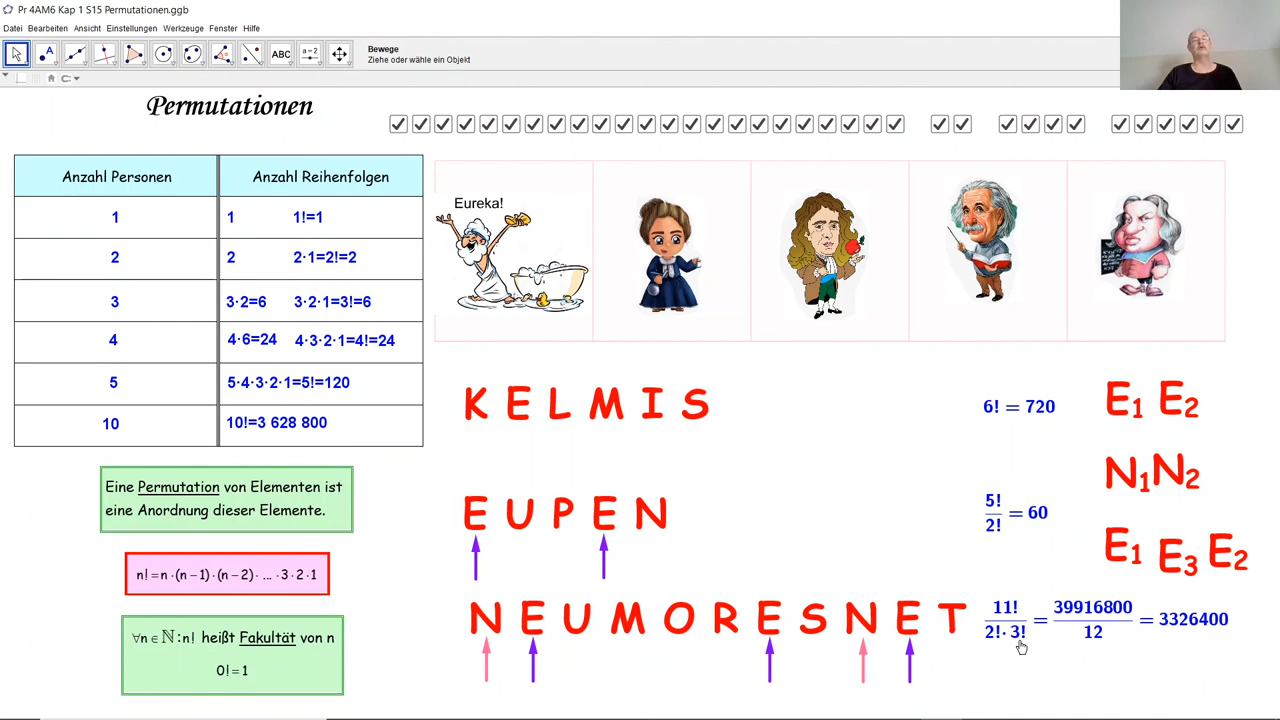 Pr 4AM6 Kap 1 S15 Permutationen.ggb
Datei Bearbeiten Ansicht Einstellungen Werkzeuge Fenster Hilfe
A
ABC
a=2
Bewege
Ziehe oder wähle ein Objekt
Permutationen
Anzahl Personen Anzahl Reihenfolgen
1 1 1!=1
2 2 2·1=2!=2
3 3·2=6 3·2·1=3!=6
4 4·6=24 4·3·2·1=4!=24
5 5·4·3·2·1=5!=120
10 10!=3 628 800
Eureka!
Eine Permutation von Elementen ist
eine Anordnung dieser Elemente.
n!=n·(n−1)·(n−2)· ... ·3·2·1
∀n∈ℕ:n! heißt Fakultät von n
0!=1
K E L M I S 6! = 720 E₁ E₂
N₁N₂
E U P E N 5!/2! = 60
E₁ E₃ E₂
N E U M O R E S N E T 11!/(2!·3!) = 39916800/12 = 3326400